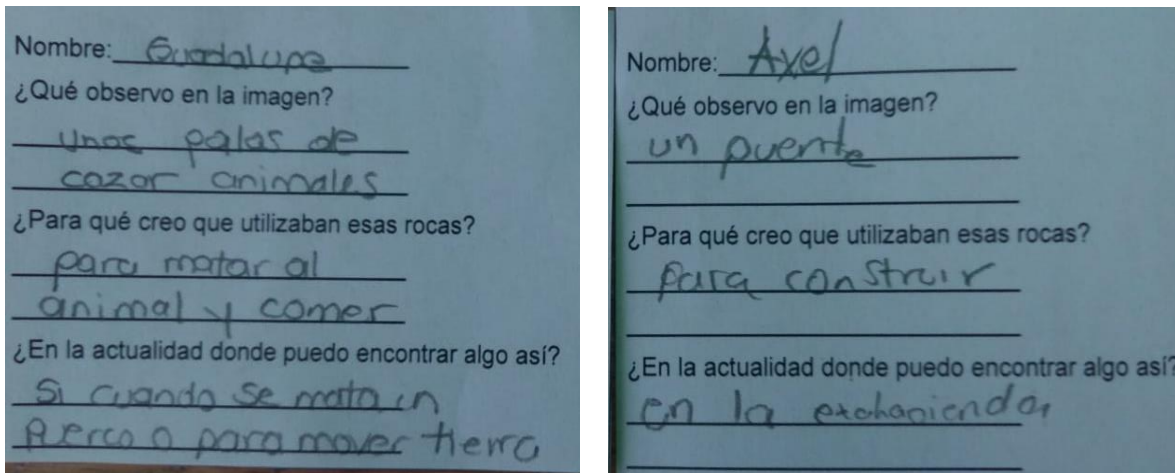 Nombre: Guadalupe
¿Qué observo en la imagen?
unas palas de
cazar animales
¿Para qué creo que utilizaban esas rocas?
para matar al
animal y comer
¿En la actualidad donde puedo encontrar algo así?
Si cuando se mata un
Puerco o para mover tierra
Nombre: Axel
¿Qué observo en la imagen?
un puente
¿Para qué creo que utilizaban esas rocas?
para construir
¿En la actualidad donde puedo encontrar algo así?
en la exchacienda